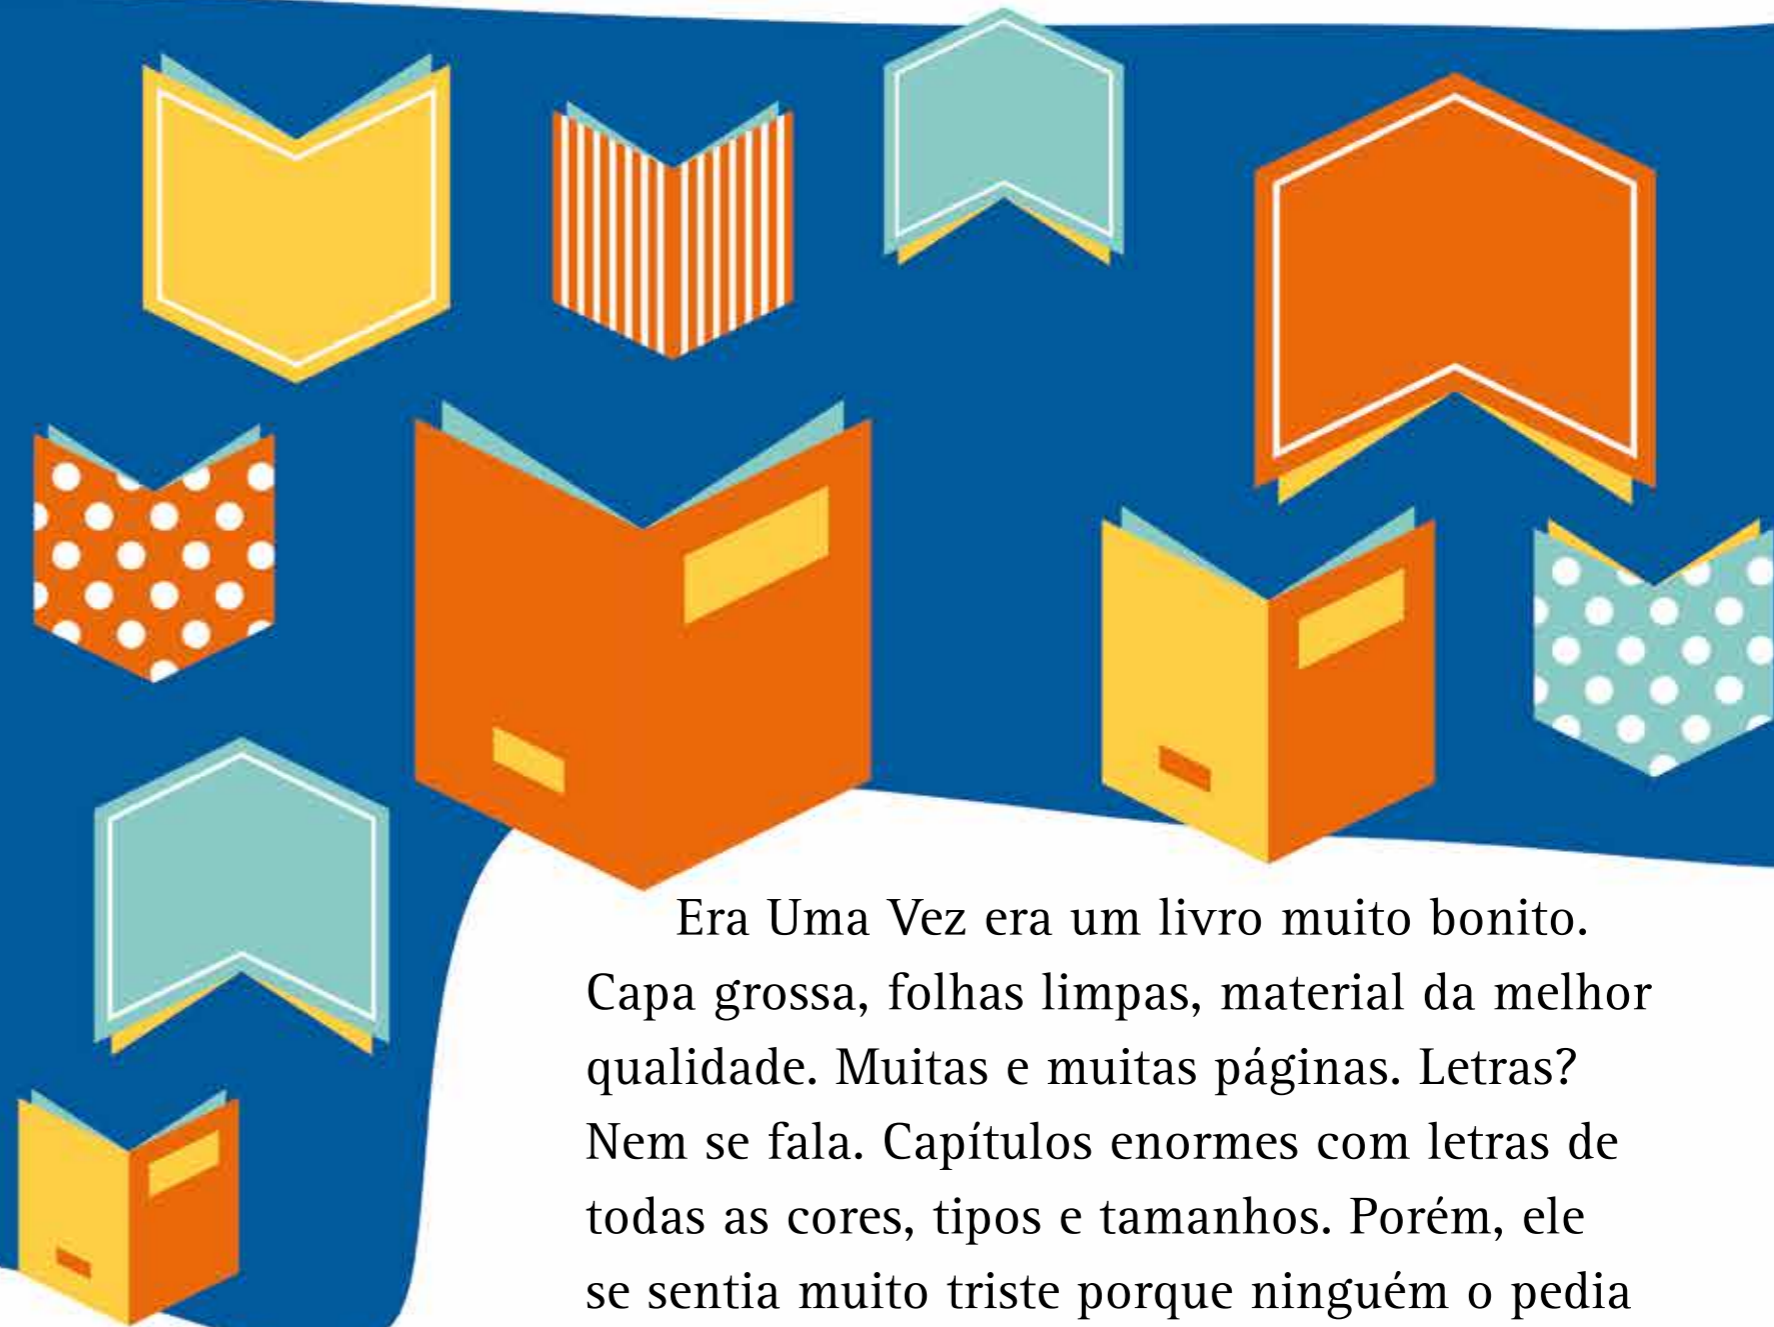 Era Uma Vez era um livro muito bonito.
Capa grossa, folhas limpas, material da melhor
qualidade. Muitas e muitas páginas. Letras?
Nem se fala. Capítulos enormes com letras de
todas as cores, tipos e tamanhos. Porém, ele
se sentia muito triste porque ninguém o pedia